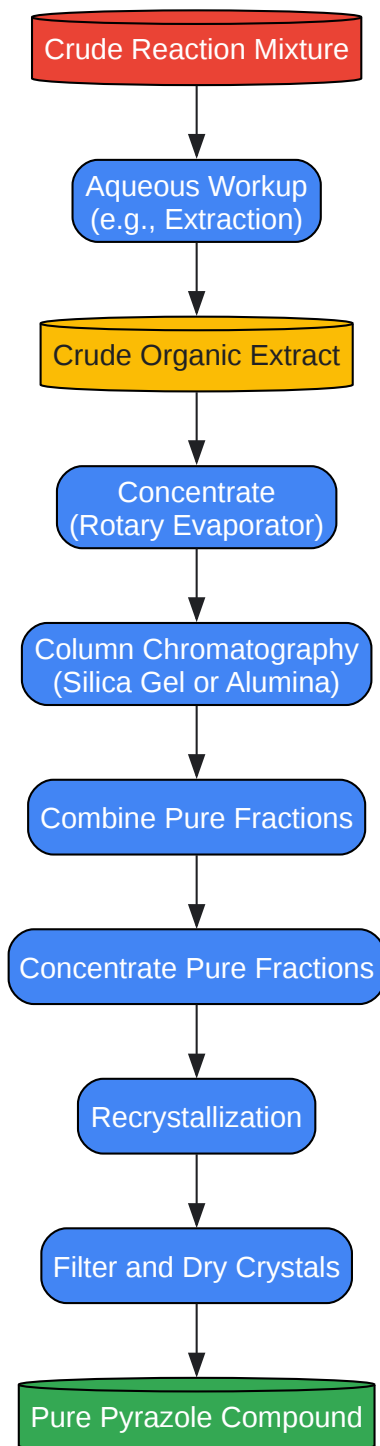 Crude Reaction Mixture
Aqueous Workup
(e.g., Extraction)
Crude Organic Extract
Concentrate
(Rotary Evaporator)
Column Chromatography
(Silica Gel or Alumina)
Combine Pure Fractions
Concentrate Pure Fractions
Recrystallization
Filter and Dry Crystals
Pure Pyrazole Compound